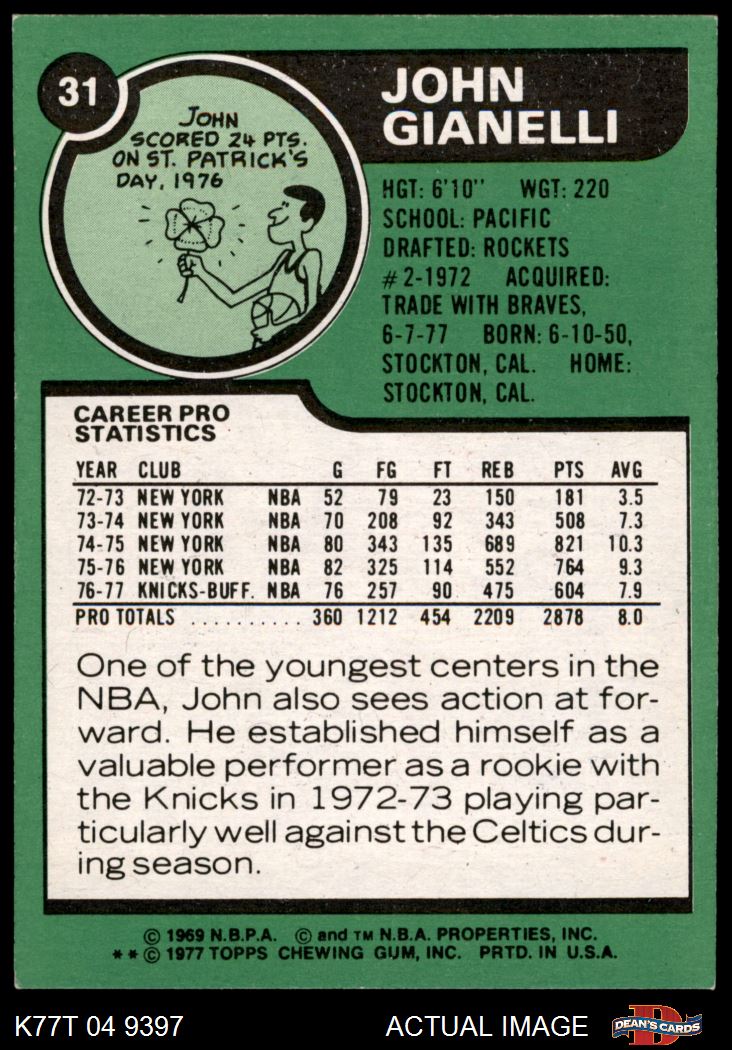 31
JOHN
GIANELLI
JOHN
SCORED 24 PTS.
ON ST. PATRICK'S
DAY, 1976
HGT: 6'10" WGT: 220
SCHOOL: PACIFIC
DRAFTED: ROCKETS
#2-1972 ACQUIRED:
TRADE WITH BRAVES,
6-7-77 BORN: 6-10-50,
STOCKTON, CAL. HOME:
STOCKTON, CAL.
CAREER PRO
STATISTICS
YEAR CLUB G FG FT REB PTS AVG
72-73 NEW YORK NBA 52 79 23 150 181 3.5
73-74 NEW YORK NBA 70 208 92 343 508 7.3
74-75 NEW YORK NBA 80 343 135 689 821 10.3
75-76 NEW YORK NBA 82 325 114 552 764 9.3
76-77 KNICKS-BUFF. NBA 76 257 90 475 604 7.9
PRO TOTALS .......... 360 1212 454 2209 2878 8.0
One of the youngest centers in the
NBA, John also sees action at for-
ward. He established himself as a
valuable performer as a rookie with
the Knicks in 1972-73 playing par-
ticularly well against the Celtics dur-
ing season.
© 1969 N.B.P.A. © and TM N.B.A. PROPERTIES, INC.
**© 1977 TOPPS CHEWING GUM, INC. PRTD. IN U.S.A.
K77T 04 9397 ACTUAL IMAGE
D
DEAN'S CARDS